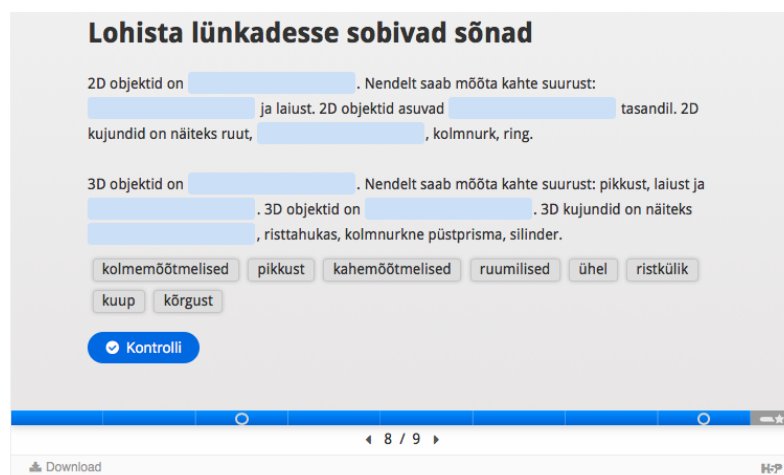 Lohista lünkadesse sobivad sõnad
2D objektid on . Nendelt saab mõõta kahte suurust:
ja laiust. 2D objektid asuvad tasandil. 2D
kujundid on näiteks ruut, , kolmnurk, ring.
3D objektid on . Nendelt saab mõõta kahte suurust: pikkust, laiust ja
. 3D objektid on . 3D kujundid on näiteks
, risttahukas, kolmnurkne püstprisma, silinder.
kolmemõõtmelised pikkust kahemõõtmelised ruumilised ühel ristkülik
kuup kõrgust
Kontrolli
8 / 9
Download H5P